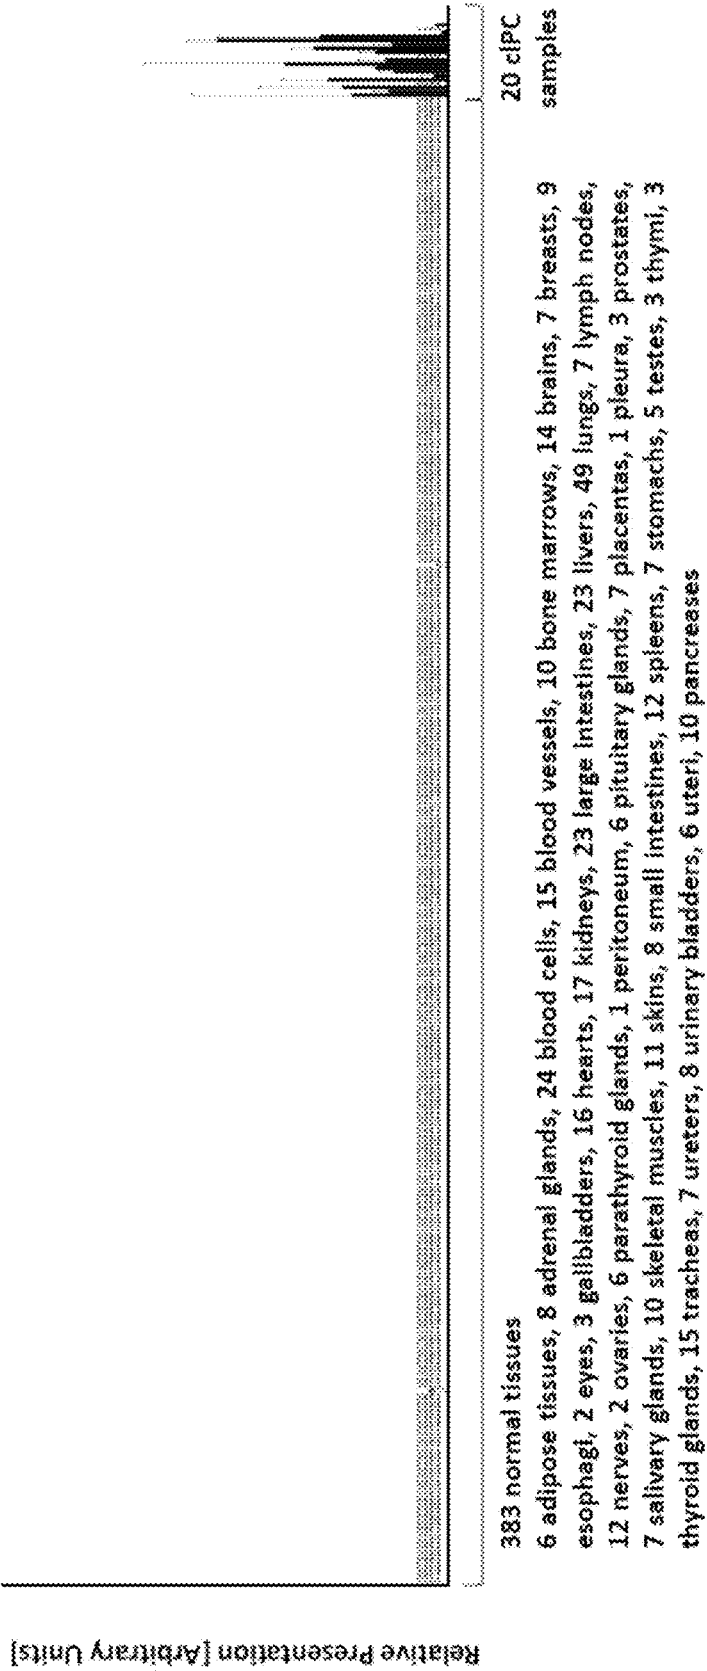 Relative Presentation [Arbitrary Units]
383 normal tissues
6 adipose tissues, 8 adrenal glands, 24 blood cells, 15 blood vessels, 10 bone marrows, 14 brains, 7 breasts, 9
esophagi, 2 eyes, 3 gallbladders, 16 hearts, 17 kidneys, 23 large intestines, 23 livers, 49 lungs, 7 lymph nodes,
12 nerves, 2 ovaries, 6 parathyroid glands, 1 peritoneum, 6 pituitary glands, 7 placentas, 1 pleura, 3 prostates,
7 salivary glands, 10 skeletal muscles, 11 skins, 8 small intestines, 12 spleens, 7 stomachs, 5 testes, 3 thymi, 3
thyroid glands, 15 tracheas, 7 ureters, 8 urinary bladders, 6 uteri, 10 pancreases
20 clPC
samples